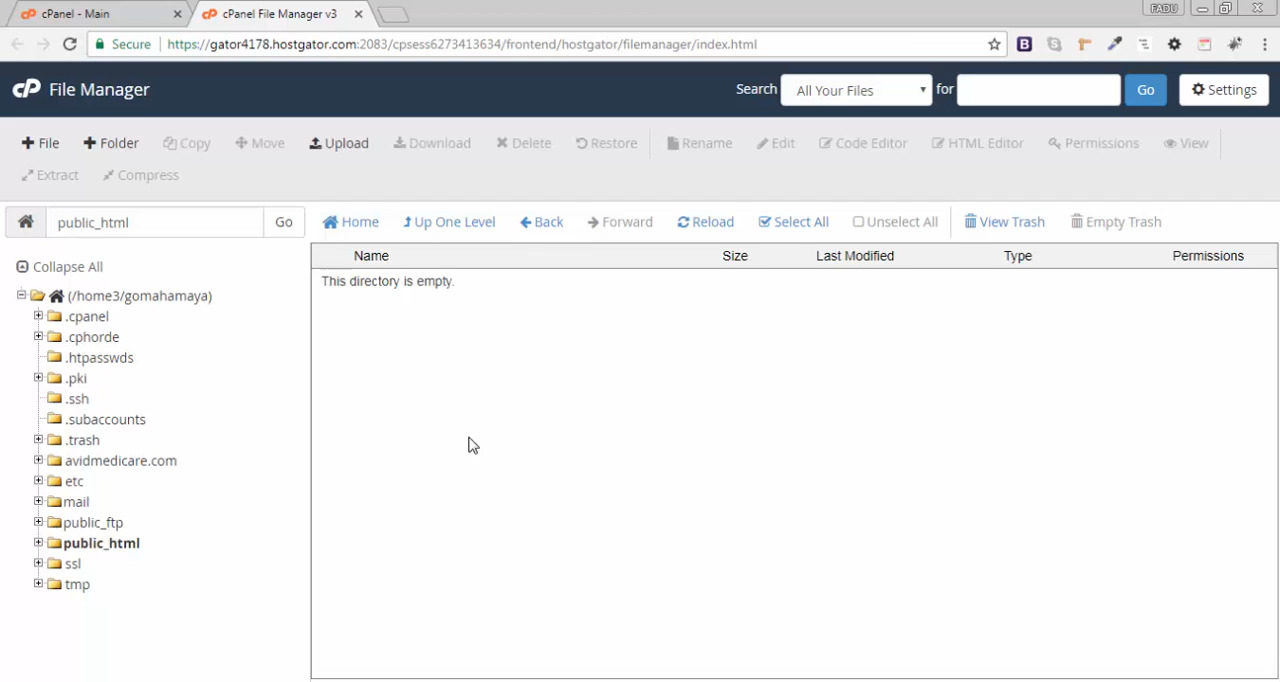 cPanel - Main
cPanel File Manager v3
FADU
Secure
https://gator4178.hostgator.com:2083/cpsess6273413634/frontend/hostgator/filemanager/index.html
cP File Manager
Search All Your Files for Go Settings
File Folder Copy Move Upload Download Delete Restore Rename Edit Code Editor HTML Editor Permissions View
Extract Compress
public_html Go Home Up One Level Back Forward Reload Select All Unselect All View Trash Empty Trash
Name Size Last Modified Type Permissions
This directory is empty.
Collapse All
(/home3/gomahamaya)
.cpanel
.cphorde
.htpasswds
.pki
.ssh
.subaccounts
.trash
avidmedicare.com
etc
mail
public_ftp
public_html
ssl
tmp